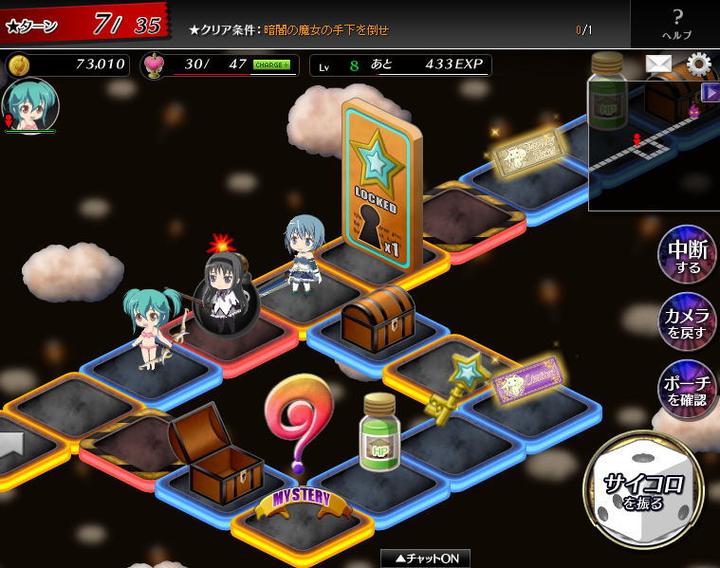 ★ターン 7/ 35
★クリア条件：暗闇の魔女の手下を倒せ 0/1
?
ヘルプ
73,010
30/ 47
CHARGE
Lv 8 あと 433EXP
HP
LOCKED
x1
中断
する
カメラ
を戻す
ポーチ
を確認
HP
MYSTERY
サイコロ
を振る
▲チャットON